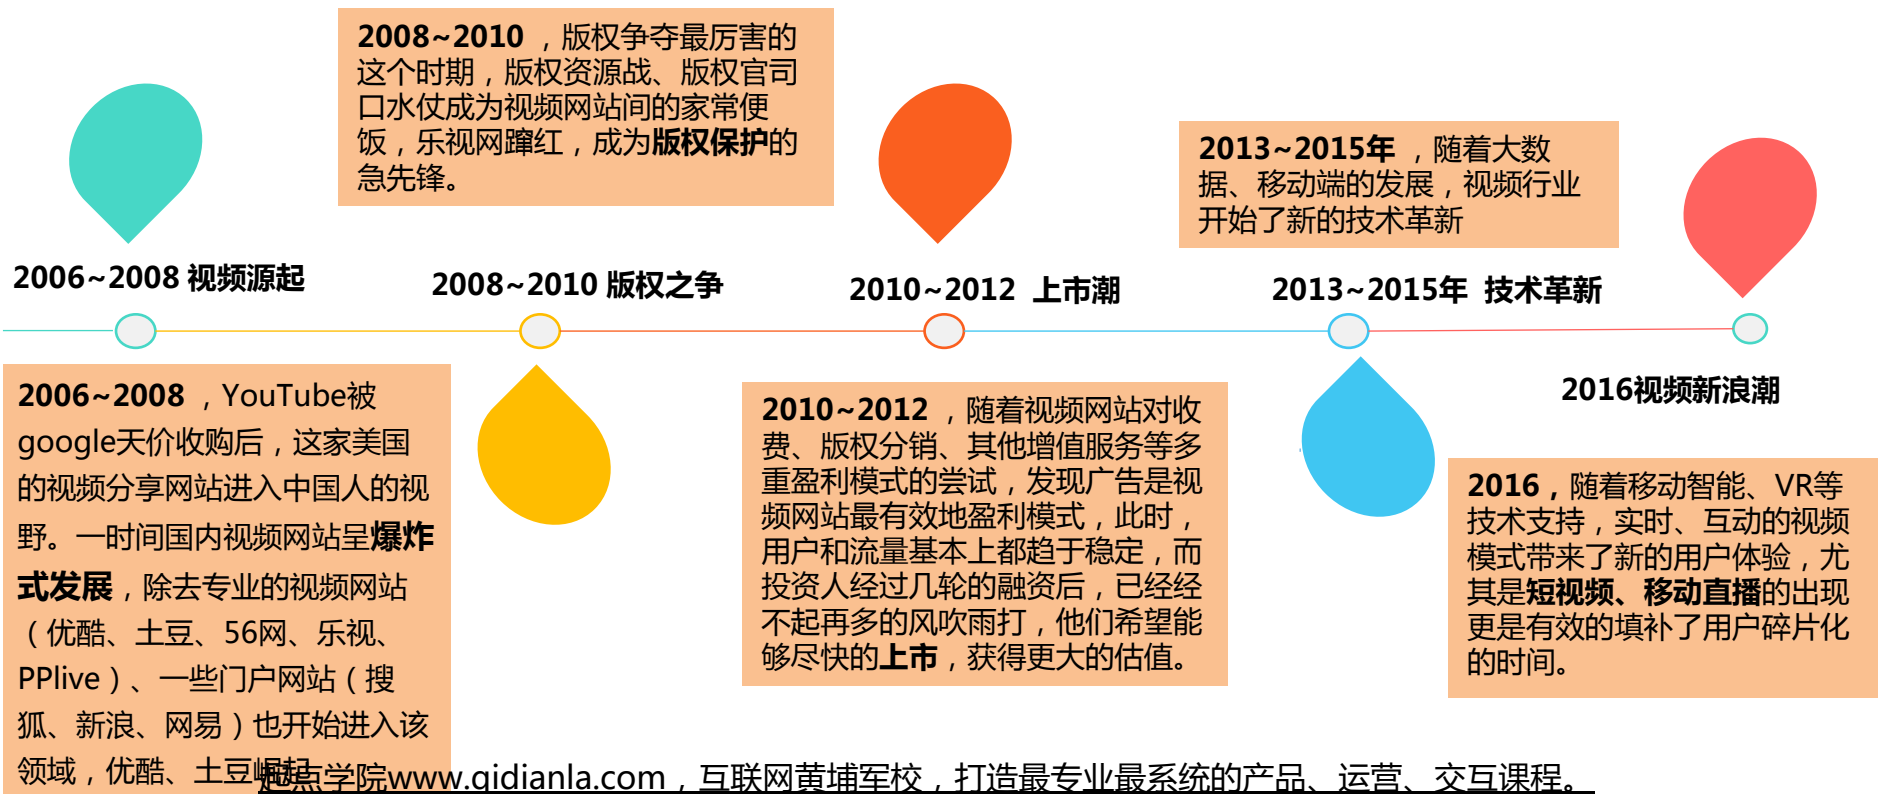 2008~2010 ，版权争夺最厉害的
这个时期，版权资源战、版权官司
口水仗成为视频网站间的家常便
饭，乐视网蹿红，成为版权保护的
急先锋。
2013~2015年 ，随着大数
据、移动端的发展，视频行业
开始了新的技术革新
2006~2008 视频源起
2008~2010 版权之争
2010~2012 上市潮
2013~2015年 技术革新
2016视频新浪潮
2006~2008 ，YouTube被
google天价收购后，这家美国
的视频分享网站进入中国人的视
野。一时间国内视频网站呈爆炸
式发展，除去专业的视频网站
（优酷、土豆、56网、乐视、
PPlive）、一些门户网站（搜
狐、新浪、网易）也开始进入该
领域，优酷、土豆崛起
2010~2012 ，随着视频网站对收
费、版权分销、其他增值服务等多
重盈利模式的尝试，发现广告是视
频网站最有效地盈利模式，此时，
用户和流量基本上都趋于稳定，而
投资人经过几轮的融资后，已经经
不起再多的风吹雨打，他们希望能
够尽快的上市，获得更大的估值。
2016，随着移动智能、VR等
技术支持，实时、互动的视频
模式带来了新的用户体验，尤
其是短视频、移动直播的出现
更是有效的填补了用户碎片化
的时间。
起点学院www.qidianla.com，互联网黄埔军校，打造最专业最系统的产品、运营、交互课程。